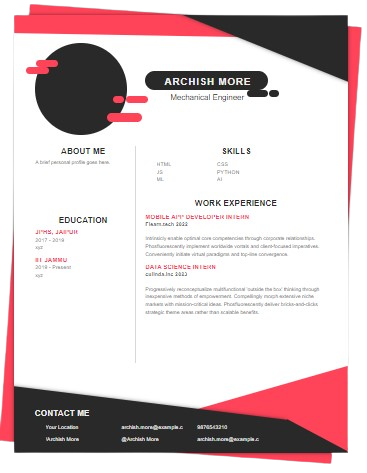 ARCHISH MORE
Mechanical Engineer
ABOUT ME
A brief personal profile goes here.
EDUCATION
JPHS, JAIPUR
2017 - 2019
xyz
IIT JAMMU
2019 - Present
xyz
SKILLS
HTML CSS
JS PYTHON
ML AI
WORK EXPERIENCE
MOBILE APP DEVELOPER INTERN
Flearn.tech 2022
Intrinsicly enable optimal core competencies through corporate relationships.
Phosfluorescently implement worldwide vortals and client-focused imperatives.
Conveniently initiate virtual paradigms and top-line convergence.
DATA SCIENCE INTERN
Progressively reconceptualize multifunctional 'outside the box' thinking through
inexpensive methods of empowerment. Compellingly morph extensive niche
markets with mission-critical ideas. Phosfluorescently deliver bricks-and-clicks
strategic theme areas rather than scalable benefits.
CONTACT ME
Your Location archish.more@example.c 9876543210
/Archish More @Archish More archish.more@example.c